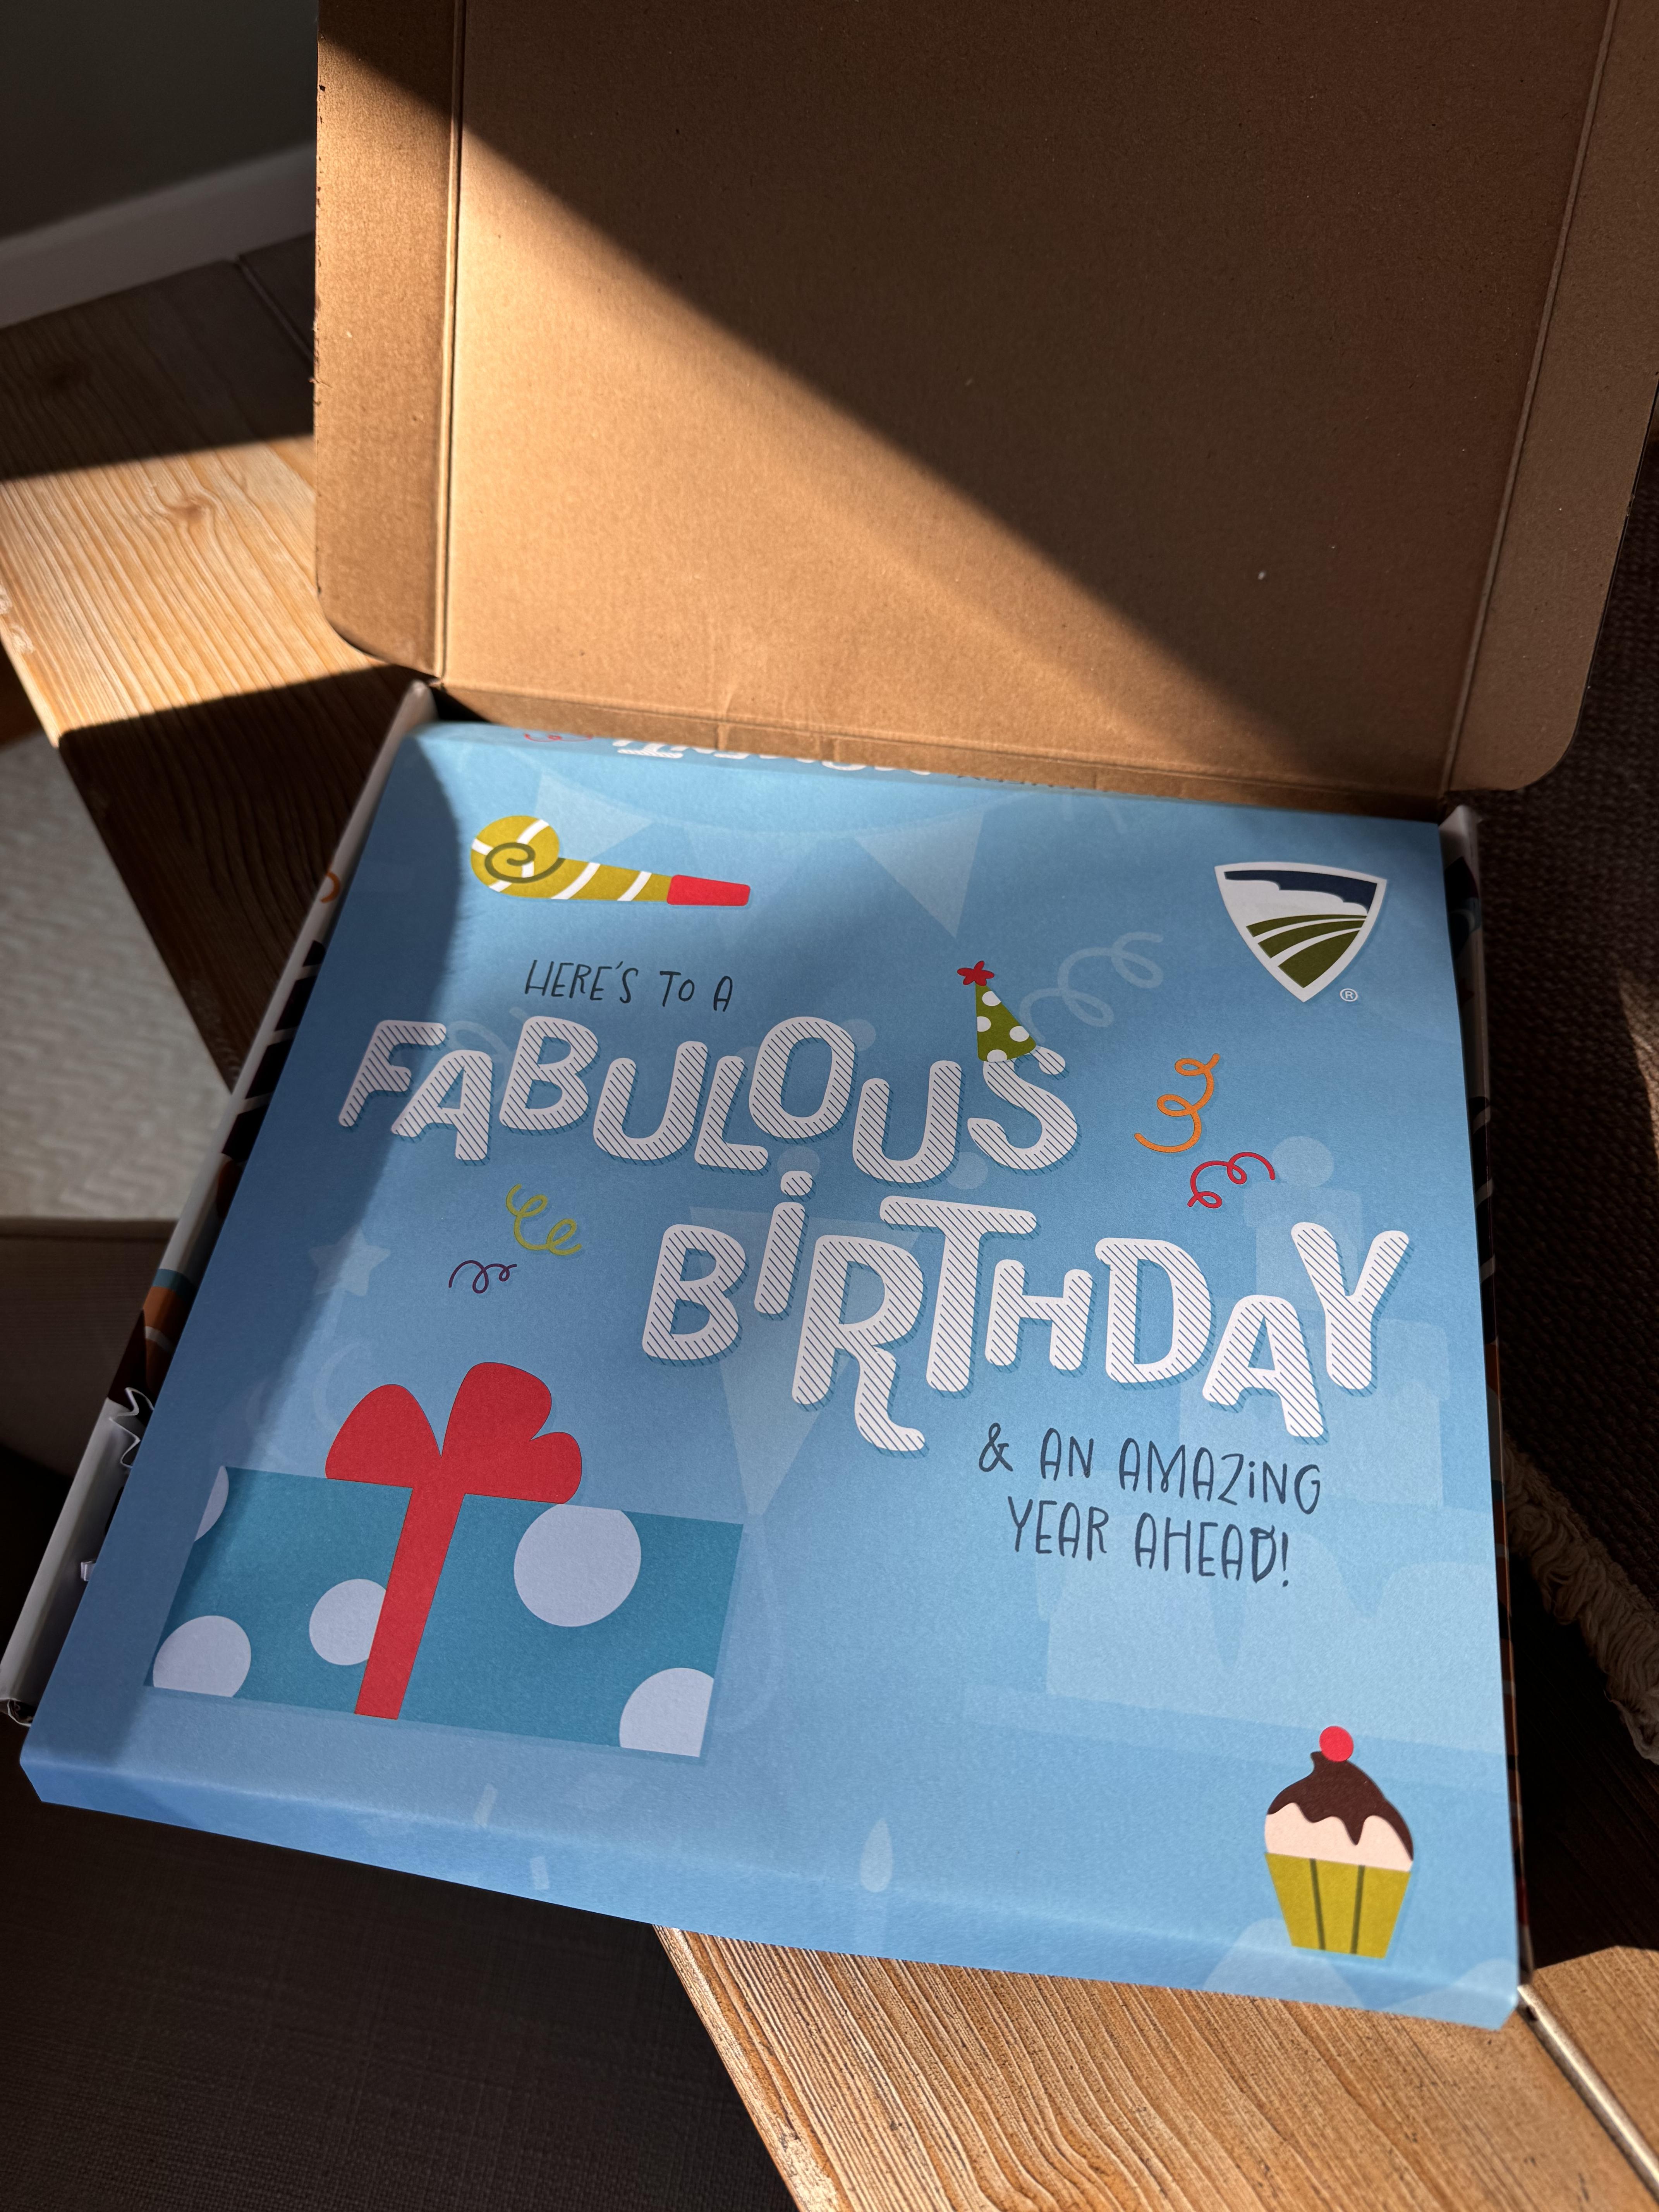 HERE'S TO A
FABULOUS
BiRTHDAY
& AN AMAZiNG
YEAR AHEAD!
®